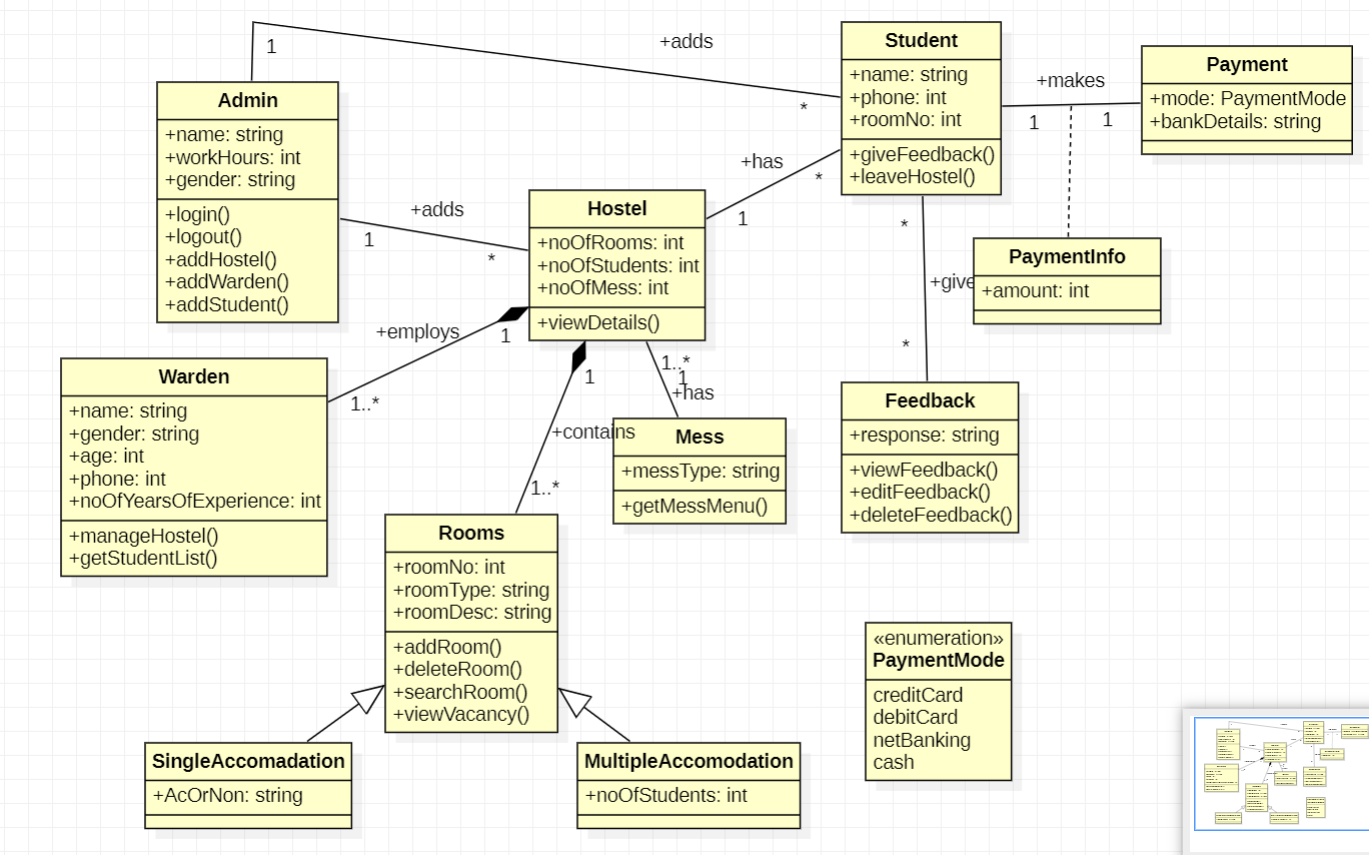 1
+adds
*
Student
+name: string
+phone: int
+roomNo: int
+giveFeedback()
+leaveHostel()
+makes
1
1
Payment
+mode: PaymentMode
+bankDetails: string
Admin
+name: string
+workHours: int
+gender: string
+login()
+logout()
+addHostel()
+addWarden()
+addStudent()
+adds
1
*
+has
*
1
Hostel
+noOfRooms: int
+noOfStudents: int
+noOfMess: int
+viewDetails()
*
+give
*
PaymentInfo
+amount: int
+employs
1
1..*
Warden
+name: string
+gender: string
+age: int
+phone: int
+noOfYearsOfExperience: int
+manageHostel()
+getStudentList()
1
+contains
1..*
1..*
1
+has
Mess
+messType: string
+getMessMenu()
Feedback
+response: string
+viewFeedback()
+editFeedback()
+deleteFeedback()
Rooms
+roomNo: int
+roomType: string
+roomDesc: string
+addRoom()
+deleteRoom()
+searchRoom()
+viewVacancy()
«enumeration»
PaymentMode
creditCard
debitCard
netBanking
cash
SingleAccomadation
+AcOrNon: string
MultipleAccomodation
+noOfStudents: int